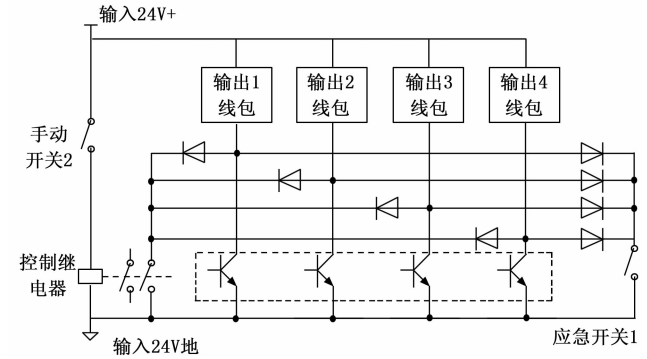 输入24V+
输出1
线包
输出2
线包
输出3
线包
输出4
线包
手动
开关2
控制继
电器
输入24V地
应急开关1